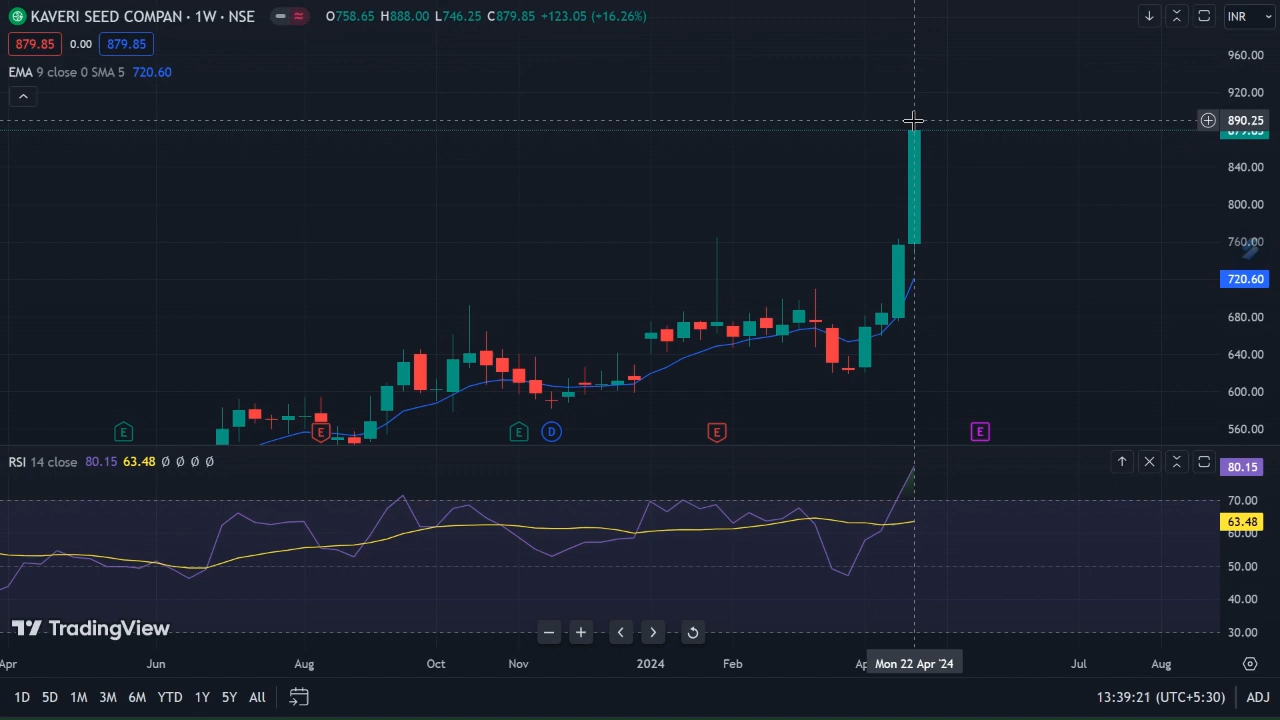 KAVERI SEED COMPAN · 1W · NSE O758.65 H888.00 L746.25 C879.85 +123.05 (+16.26%) INR
879.85 0.00 879.85
EMA 9 close 0 SMA 5 720.60
960.00
920.00
890.25
879.85
840.00
800.00
760.00
720.60
680.00
640.00
600.00
560.00
E E E D E E
RSI 14 close 80.15 63.48 Ø Ø Ø Ø
80.15
70.00
63.48
60.00
50.00
40.00
30.00
TradingView
Apr Jun Aug Oct Nov 2024 Feb Ap Mon 22 Apr '24 Jul Aug
1D 5D 1M 3M 6M YTD 1Y 5Y All 13:39:21 (UTC+5:30) ADJ